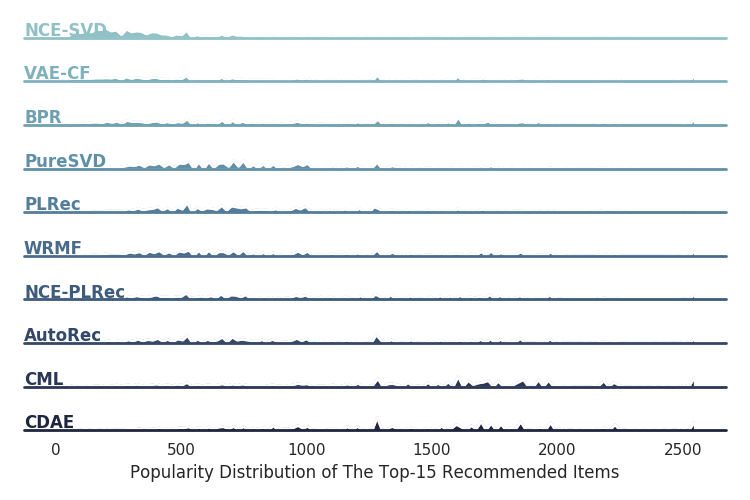 NCE-SVD
VAE-CF
BPR
PureSVD
PLRec
WRMF
NCE-PLRec
AutoRec
CML
CDAE
0 500 1000 1500 2000 2500
Popularity Distribution of The Top-15 Recommended Items